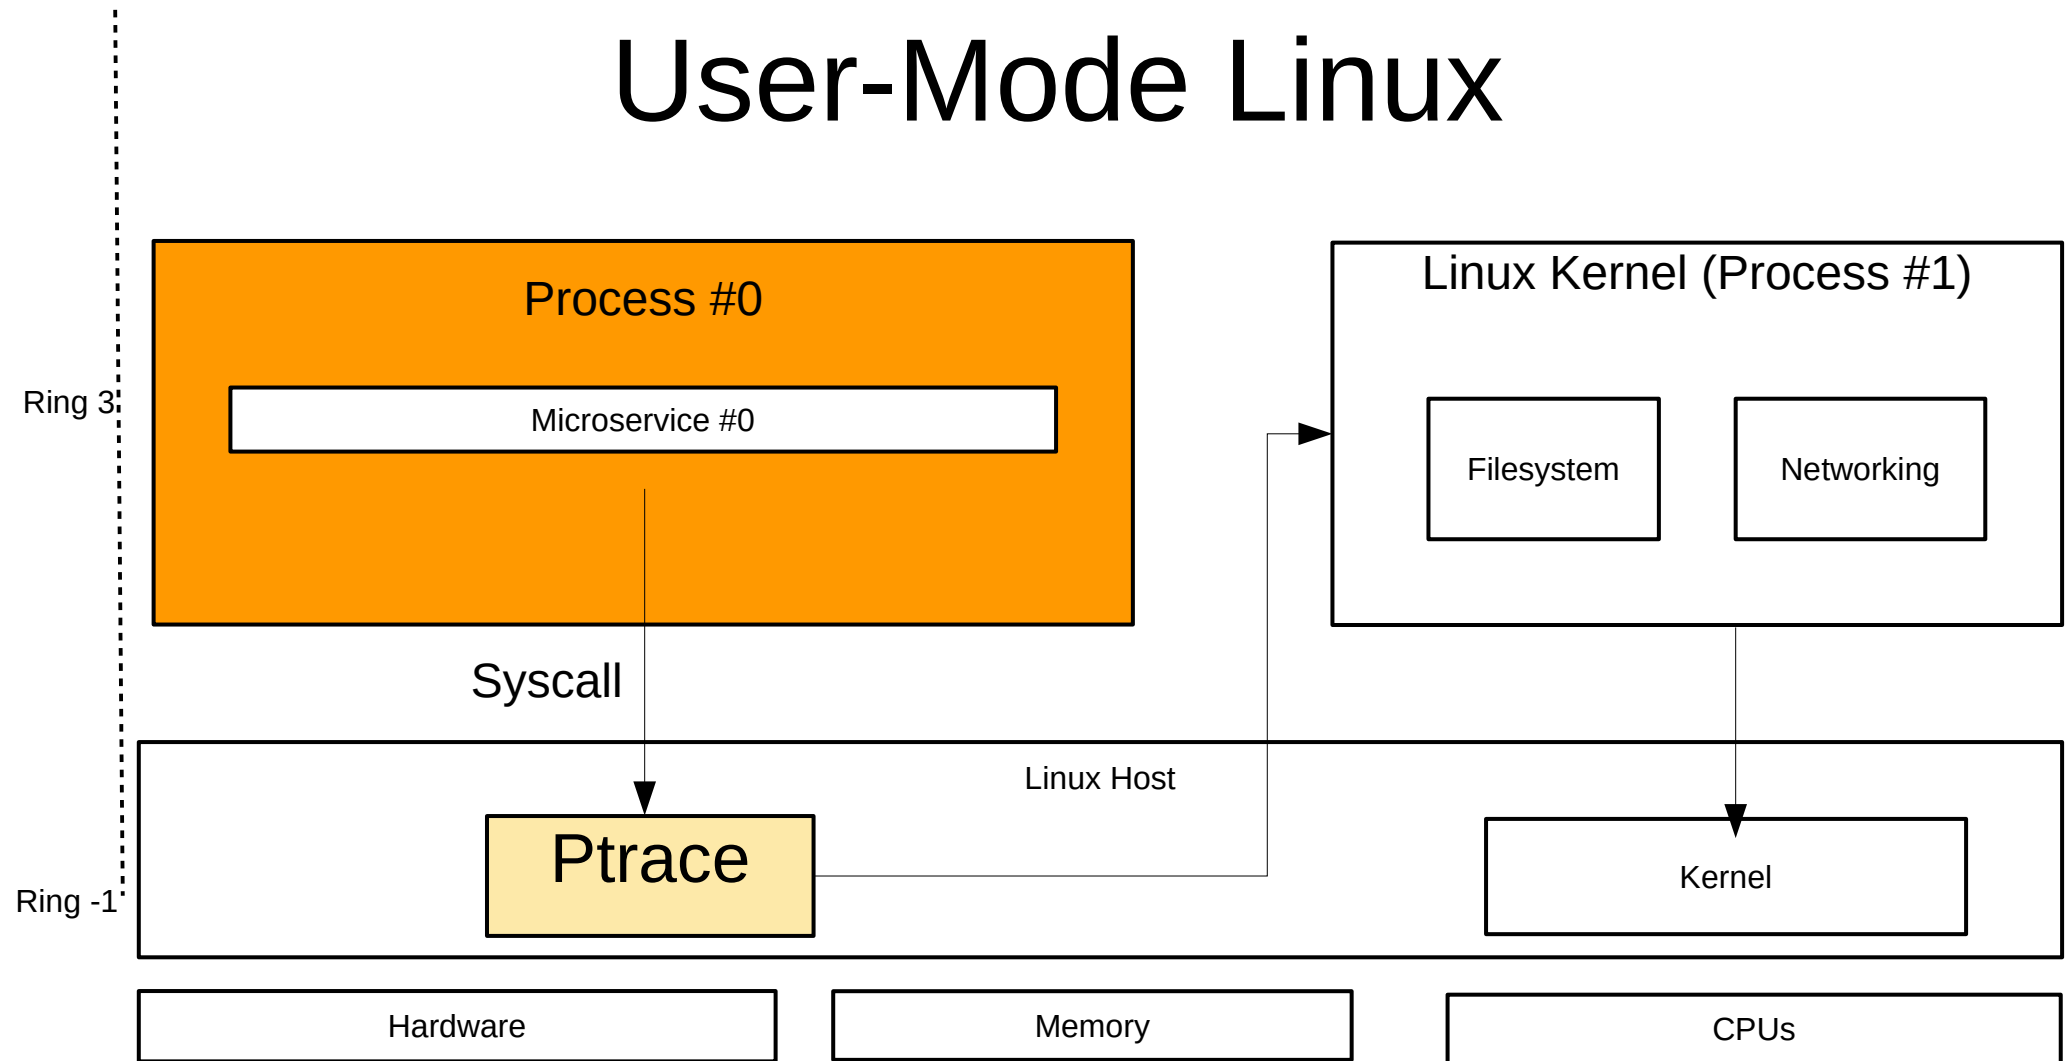 User-Mode Linux
Process #0
Linux Kernel (Process #1)
Ring 3
Microservice #0
Filesystem
Networking
Syscall
Linux Host
Ptrace
Kernel
Ring -1
Hardware
Memory
CPUs